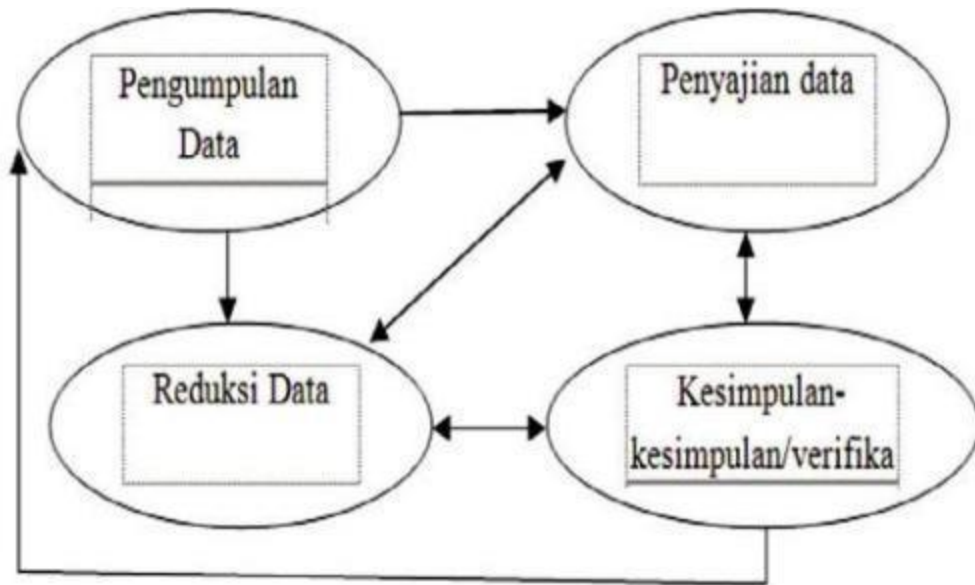 Pengumpulan
Data
Penyajian data
Reduksi Data
Kesimpulan-
kesimpulan/verifika